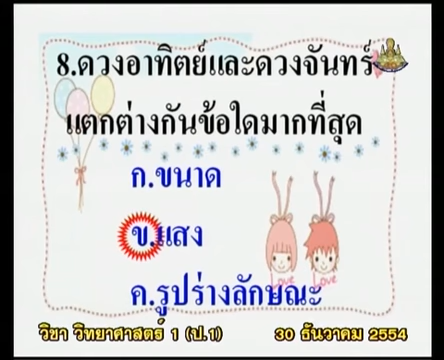 8.ดวงอาทิตย์และดวงจันทร์
แตกต่างกันข้อใดมากที่สุด
ก.ขนาด
ข.แสง
ค.รูปร่างลักษณะ
LOVE LOVE
วิชา วิทยาศาสตร์ 1 (ป.1) 30 ธันวาคม 2554